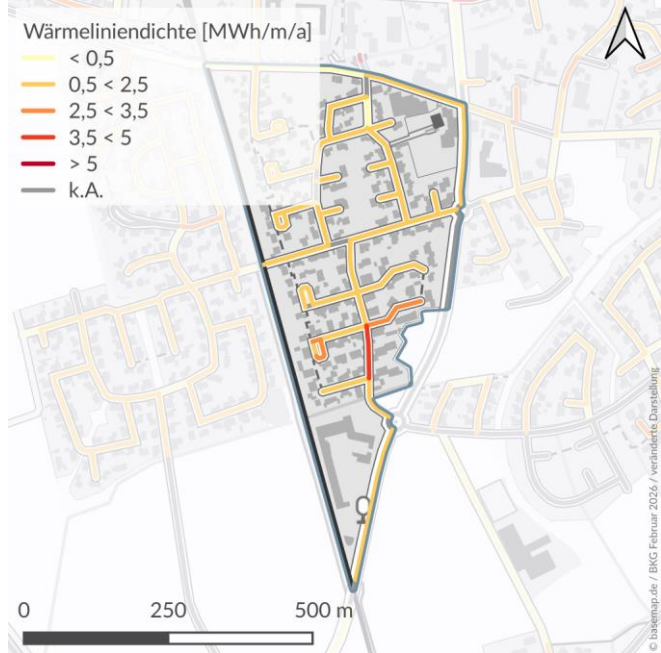 Wärmeliniendichte [MWh/m/a]
< 0,5
0,5 < 2,5
2,5 < 3,5
3,5 < 5
> 5
k.A.
0 250 500 m
© basemap.de / BKG Februar 2026 / veränderte Darstellung